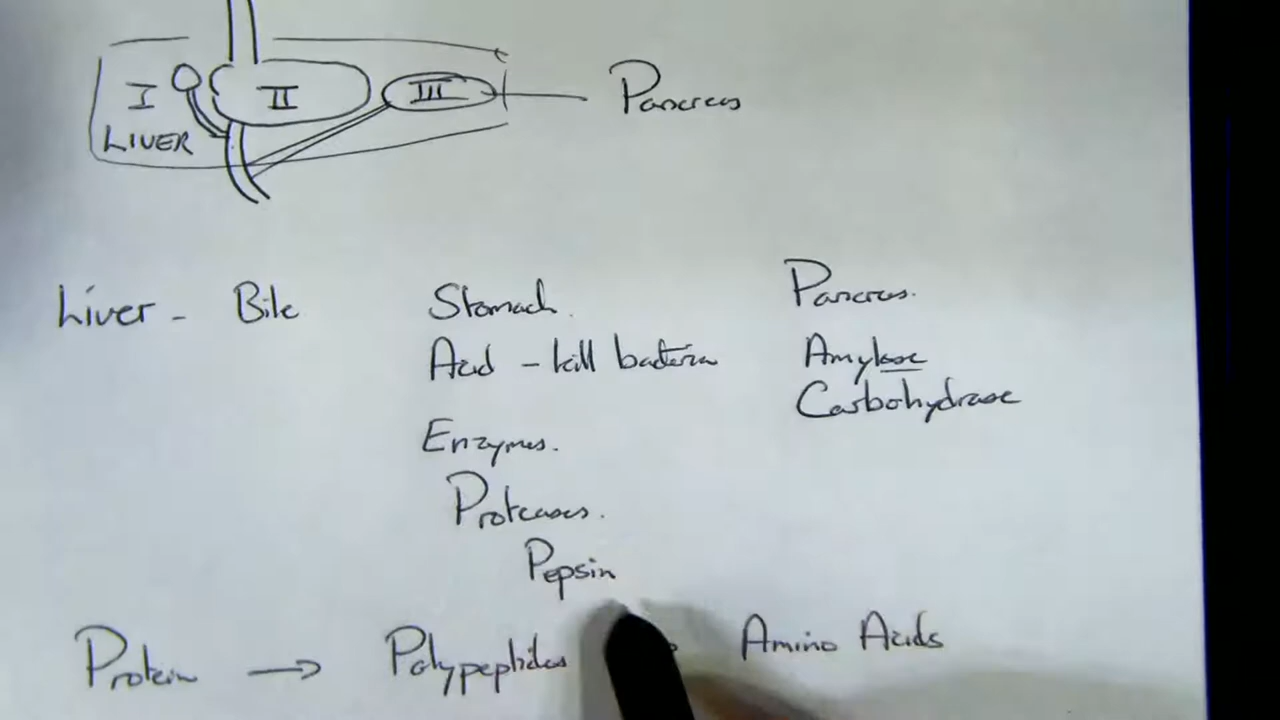 I
II
III
Pancreas
LIVER
Liver - Bile
Stomach.
Acid - kill bacteria
Enzymes.
Proteases.
Pepsin
Pancreas.
Amylase
Carbohydrase
Protein → Polypeptides → Amino Acids